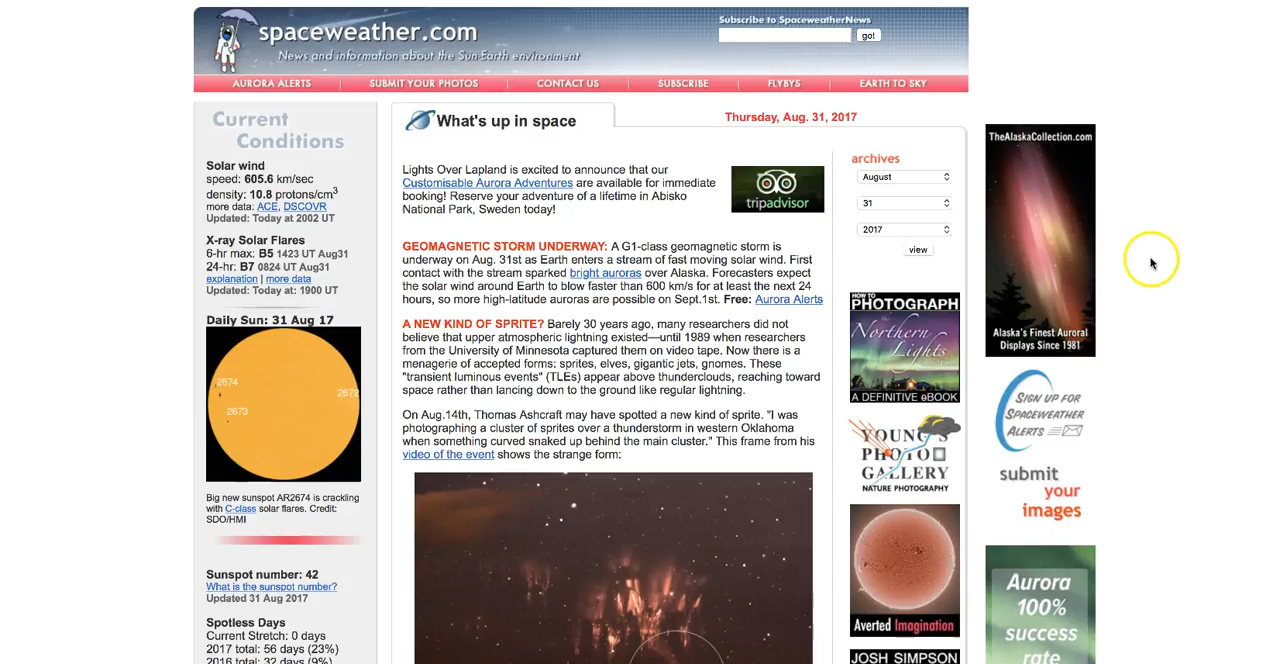 spaceweather.com
News and information about the Sun Earth environment
Subscribe to SpaceweatherNews
go!
AURORA ALERTS
SUBMIT YOUR PHOTOS
CONTACT US
SUBSCRIBE
FLYBYS
EARTH TO SKY
Current
Conditions
Solar wind
speed: 605.6 km/sec
density: 10.8 protons/cm3
more data: ACE, DSCOVR
Updated: Today at 2002 UT
X-ray Solar Flares
6-hr max: B5 1423 UT Aug31
24-hr: B7 0824 UT Aug31
explanation | more data
Updated: Today at: 1900 UT
Daily Sun: 31 Aug 17
2674
2672
2673
Big new sunspot AR2674 is crackling
with C-class solar flares. Credit:
SDO/HMI
Sunspot number: 42
What is the sunspot number?
Updated 31 Aug 2017
Spotless Days
Current Stretch: 0 days
2017 total: 56 days (23%)
2016 total: 32 days (9%)
What's up in space
Thursday, Aug. 31, 2017
Lights Over Lapland is excited to announce that our
Customisable Aurora Adventures are available for immediate
booking! Reserve your adventure of a lifetime in Abisko
National Park, Sweden today!
tripadvisor
GEOMAGNETIC STORM UNDERWAY: A G1-class geomagnetic storm is
underway on Aug. 31st as Earth enters a stream of fast moving solar wind. First
contact with the stream sparked bright auroras over Alaska. Forecasters expect
the solar wind around Earth to blow faster than 600 km/s for at least the next 24
hours, so more high-latitude auroras are possible on Sept.1st. Free: Aurora Alerts
A NEW KIND OF SPRITE? Barely 30 years ago, many researchers did not
believe that upper atmospheric lightning existed—until 1989 when researchers
from the University of Minnesota captured them on video tape. Now there is a
menagerie of accepted forms: sprites, elves, gigantic jets, gnomes. These
"transient luminous events" (TLEs) appear above thunderclouds, reaching toward
space rather than lancing down to the ground like regular lightning.
On Aug.14th, Thomas Ashcraft may have spotted a new kind of sprite. "I was
photographing a cluster of sprites over a thunderstorm in western Oklahoma
when something curved snaked up behind the main cluster." This frame from his
video of the event shows the strange form:
archives
August
31
2017
view
HOW TO
PHOTOGRAPH
the
Northern
Lights
A DEFINITIVE eBOOK
YOUNG'S
PHOTO
GALLERY
NATURE PHOTOGRAPHY
Averted Imagination
JOSH SIMPSON
TheAlaskaCollection.com
Alaska's Finest Auroral
Displays Since 1981
SIGN UP FOR
SPACEWEATHER
ALERTS
submit
your
images
Aurora
100%
success
rate